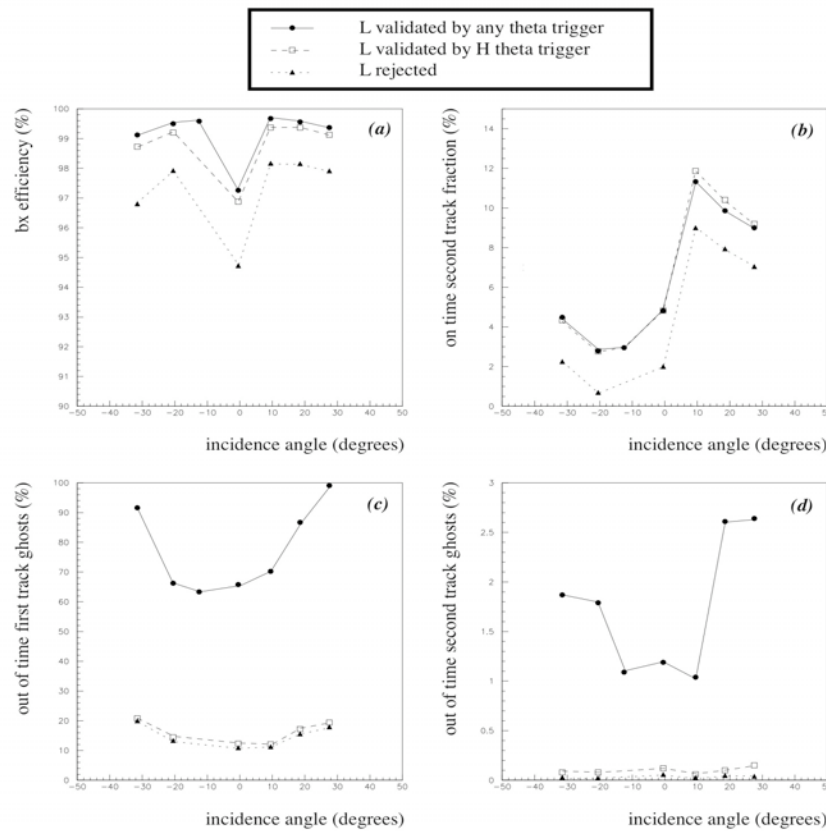 L validated by any theta trigger
L validated by H theta trigger
L rejected
bx efficiency (%)
100
99
98
97
96
95
94
93
92
91
90
(a)
−50 −40 −30 −20 −10 0 10 20 30 40 50
incidence angle (degrees)
on time second track fraction (%)
14
12
10
8
6
4
2
0
(b)
−50 −40 −30 −20 −10 0 10 20 30 40 50
incidence angle (degrees)
out of time first track ghosts (%)
100
90
80
70
60
50
40
30
20
10
0
(c)
−50 −40 −30 −20 −10 0 10 20 30 40 50
incidence angle (degrees)
out of time second track ghosts (%)
3
2.5
2
1.5
1
0.5
0
(d)
−50 −40 −30 −20 −10 0 10 20 30 40 50
incidence angle (degrees)